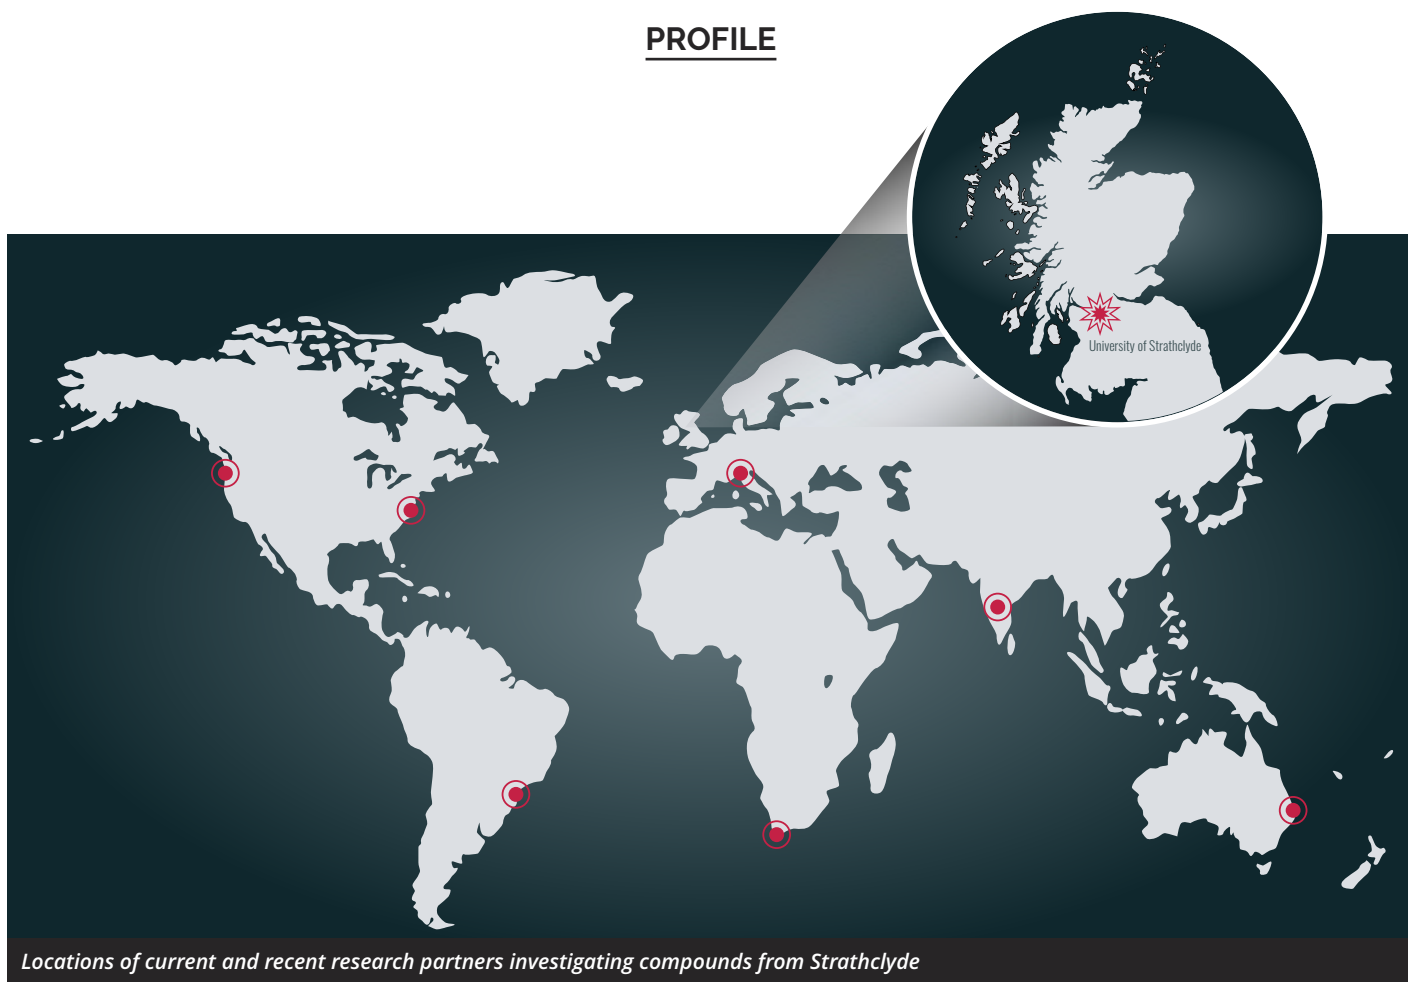 PROFILE
University of Strathclyde
Locations of current and recent research partners investigating compounds from Strathclyde